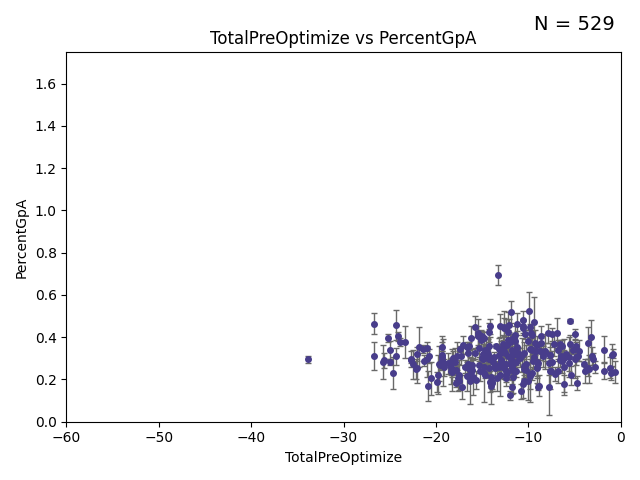 N = 529
TotalPreOptimize vs PercentGpA
1.6
1.4
1.2
1.0
0.8
0.6
0.4
0.2
0.0
PercentGpA
−60 −50 −40 −30 −20 −10 0
TotalPreOptimize